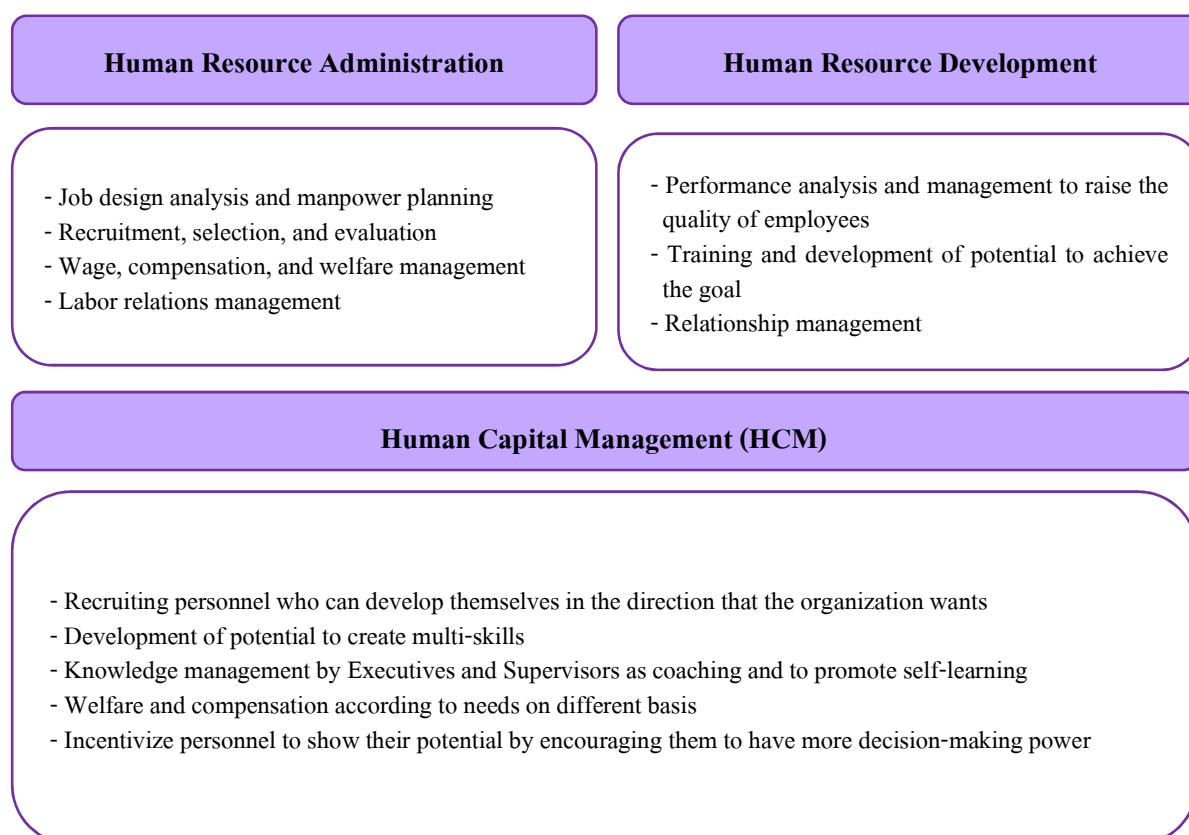 Human Resource Administration
- Job design analysis and manpower planning
- Recruitment, selection, and evaluation
- Wage, compensation, and welfare management
- Labor relations management
Human Resource Development
- Performance analysis and management to raise the
quality of employees
- Training and development of potential to achieve
the goal
- Relationship management
Human Capital Management (HCM)
- Recruiting personnel who can develop themselves in the direction that the organization wants
- Development of potential to create multi-skills
- Knowledge management by Executives and Supervisors as coaching and to promote self-learning
- Welfare and compensation according to needs on different basis
- Incentivize personnel to show their potential by encouraging them to have more decision-making power